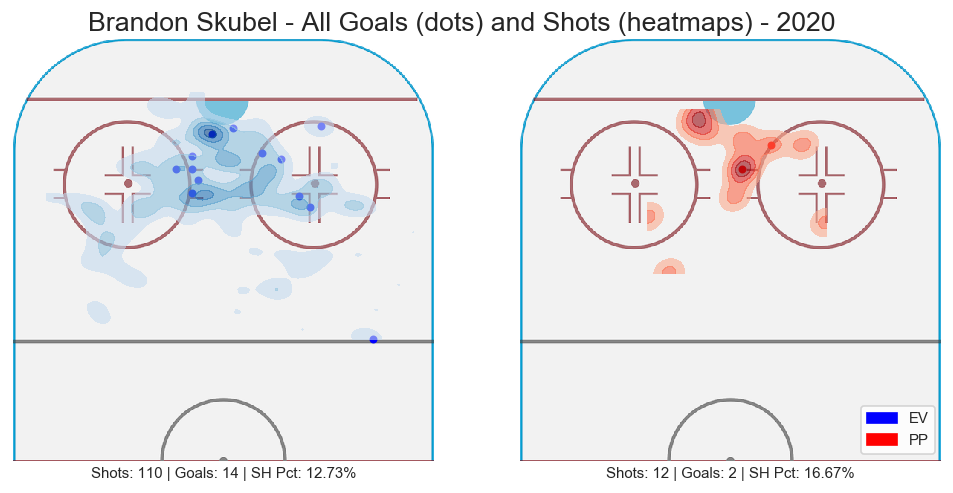 Brandon Skubel - All Goals (dots) and Shots (heatmaps) - 2020
EV
PP
Shots: 110 | Goals: 14 | SH Pct: 12.73%
Shots: 12 | Goals: 2 | SH Pct: 16.67%